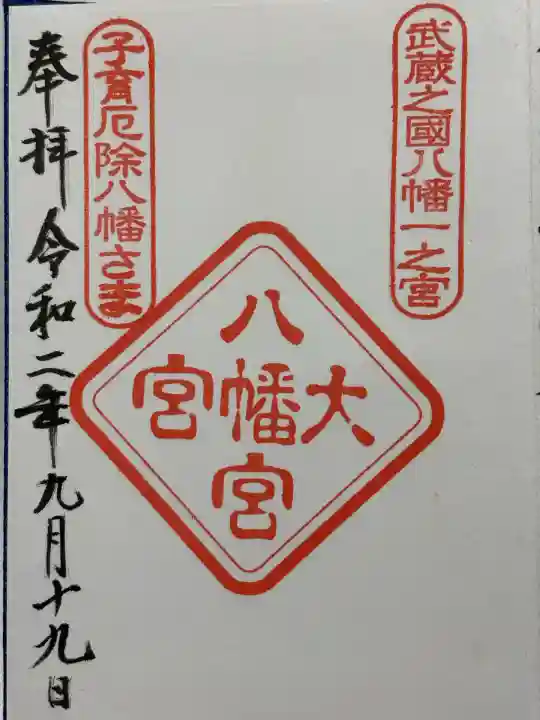 武蔵之國八幡一之宮
大宮
八幡宮
子育厄除八幡さま
奉拝 令和二年九月十九日